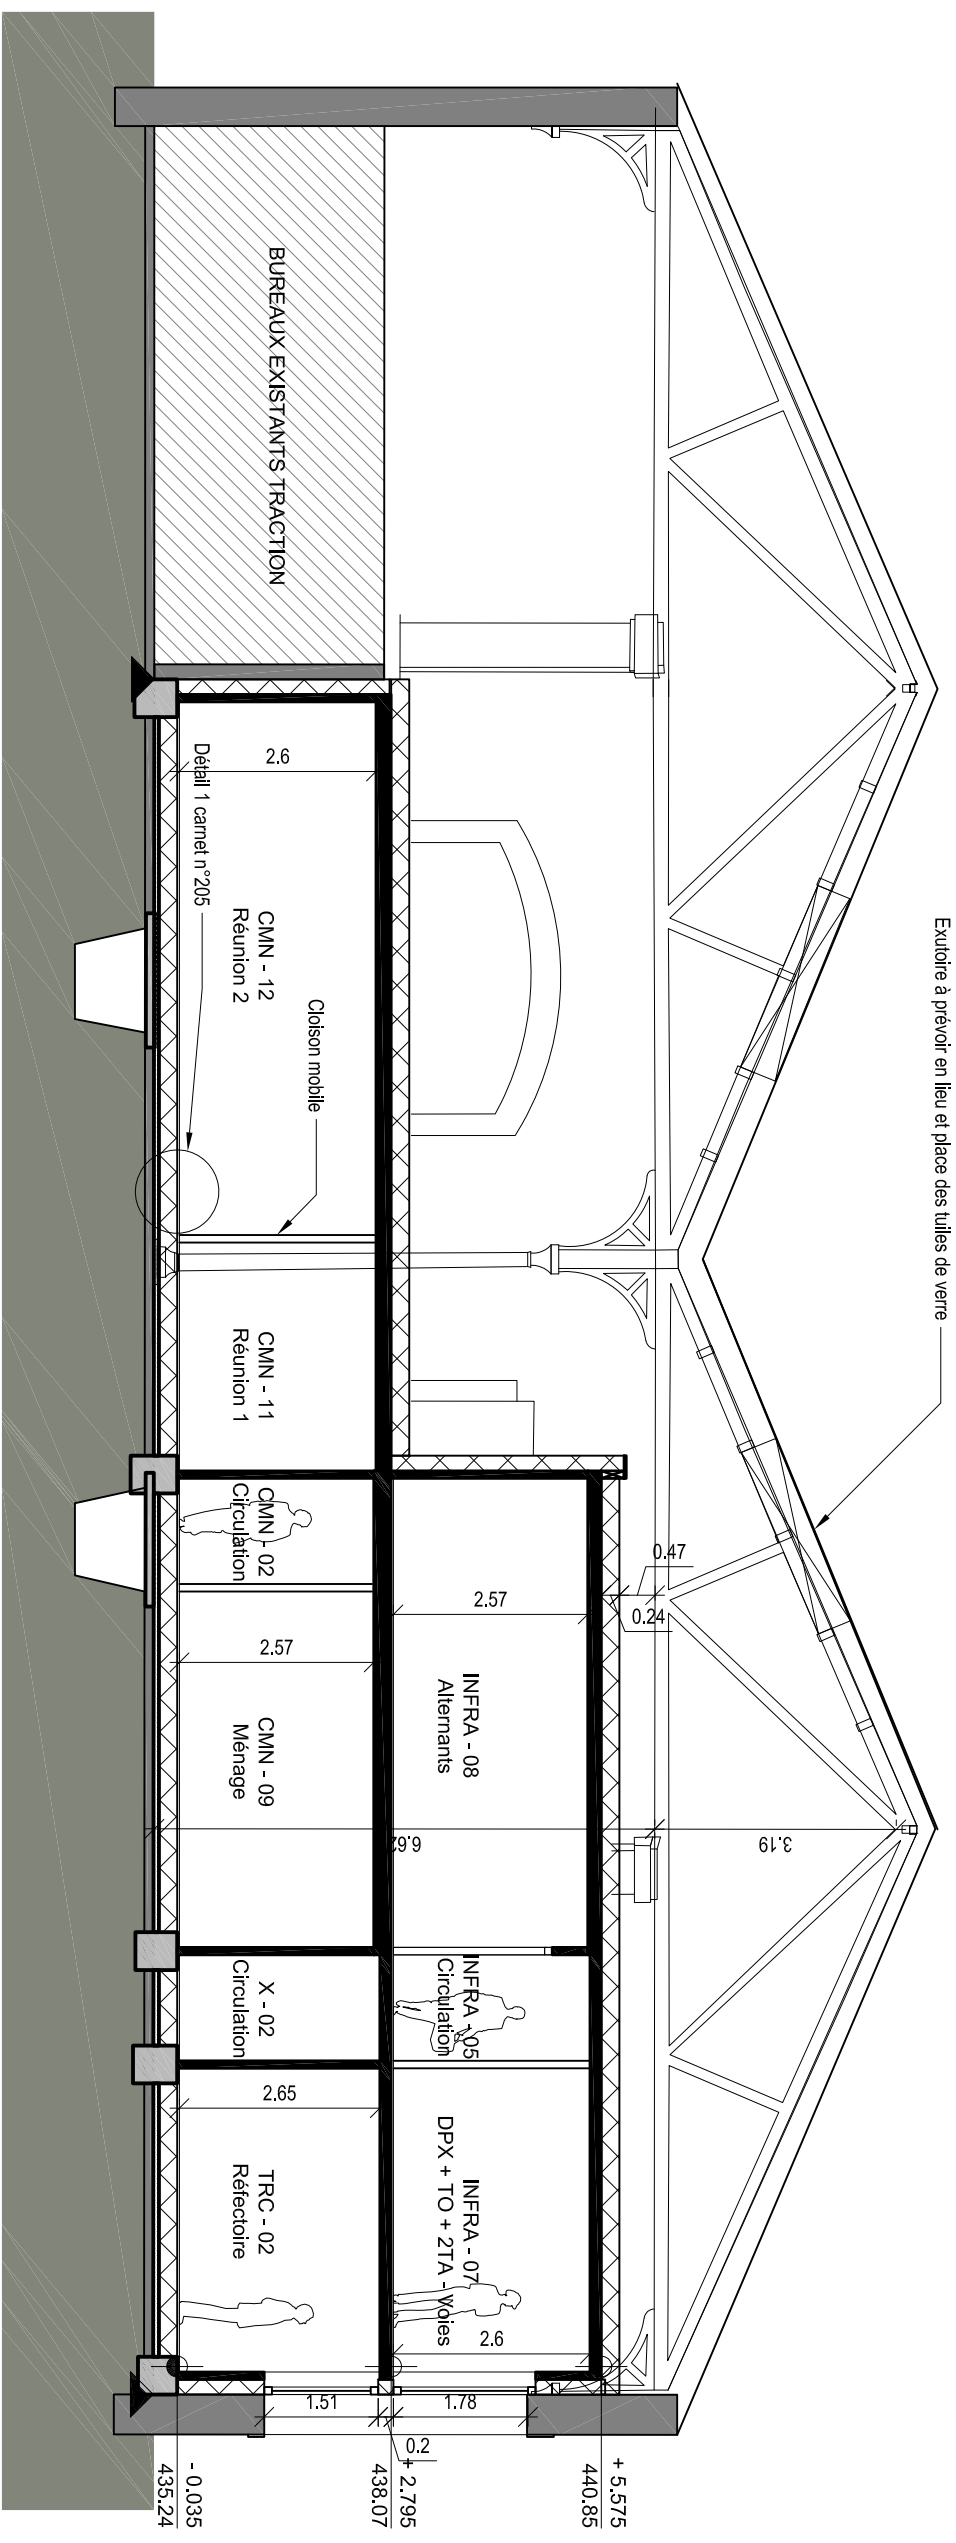 Exutoire à prévoir en lieu et place des tuiles de verre
3.19
0.47
0.24
6.62
BUREAUX EXISTANTS TRACTION
INFRA - 08
Alternants
2.57
INFRA - 05
Circulation
INFRA - 07
DPX + TO + 2TA - Voies
2.6
1.78
0.2
1.51
+ 5.575
440.85
+ 2.795
438.07
- 0.035
435.24
2.6
Détail 1 carnet n°205
CMN - 12
Réunion 2
Cloison mobile
CMN - 11
Réunion 1
CMN - 02
Circulation
2.57
CMN - 09
Ménage
X - 02
Circulation
2.65
TRC - 02
Réfectoire